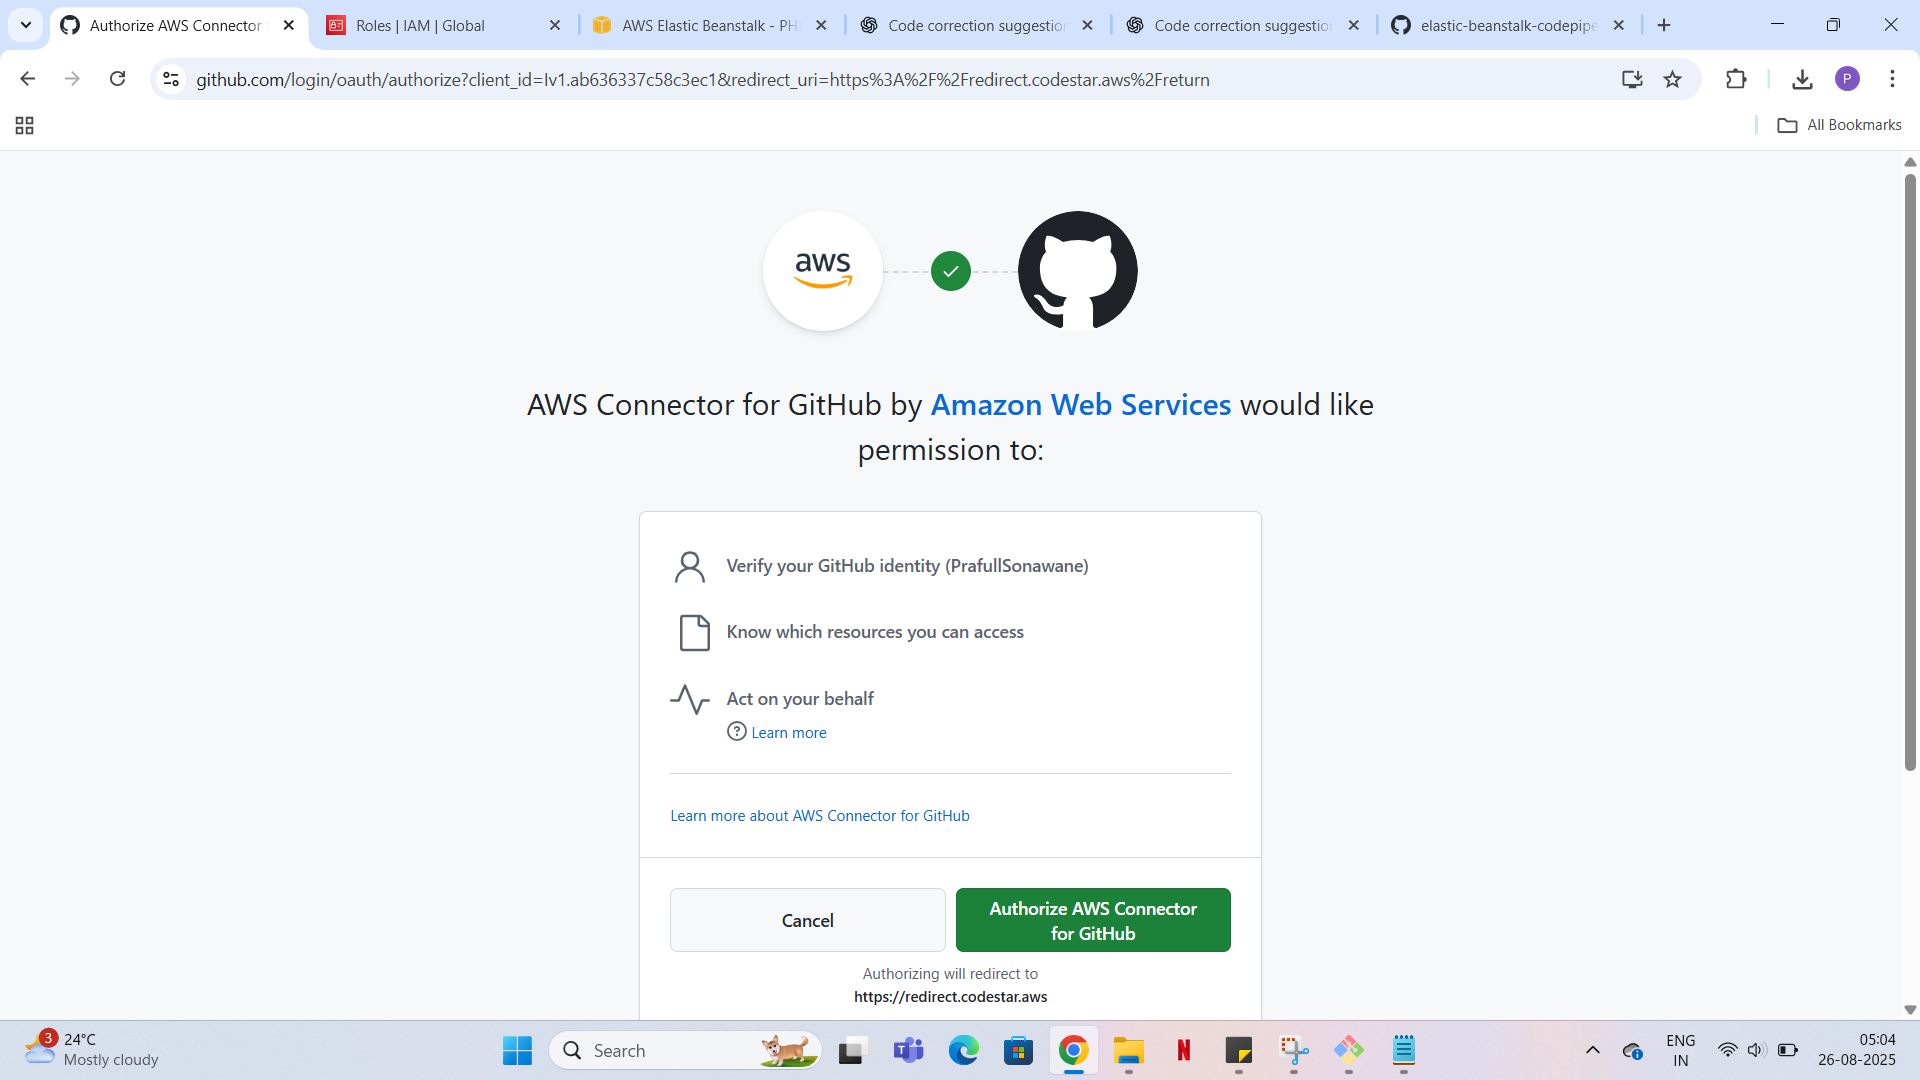 Authorize AWS Connector
Roles | IAM | Global
AWS Elastic Beanstalk - PH
Code correction suggestion
Code correction suggestion
elastic-beanstalk-codepipe
github.com/login/oauth/authorize?client_id=Iv1.ab636337c58c3ec1&redirect_uri=https%3A%2F%2Fredirect.codestar.aws%2Freturn
P
All Bookmarks
aws
AWS Connector for GitHub by Amazon Web Services would like
permission to:
Verify your GitHub identity (PrafullSonawane)
Know which resources you can access
Act on your behalf
Learn more
Learn more about AWS Connector for GitHub
Cancel
Authorize AWS Connector
for GitHub
Authorizing will redirect to
https://redirect.codestar.aws
3
24°C
Mostly cloudy
Search
N
ENG
IN
05:04
26-08-2025